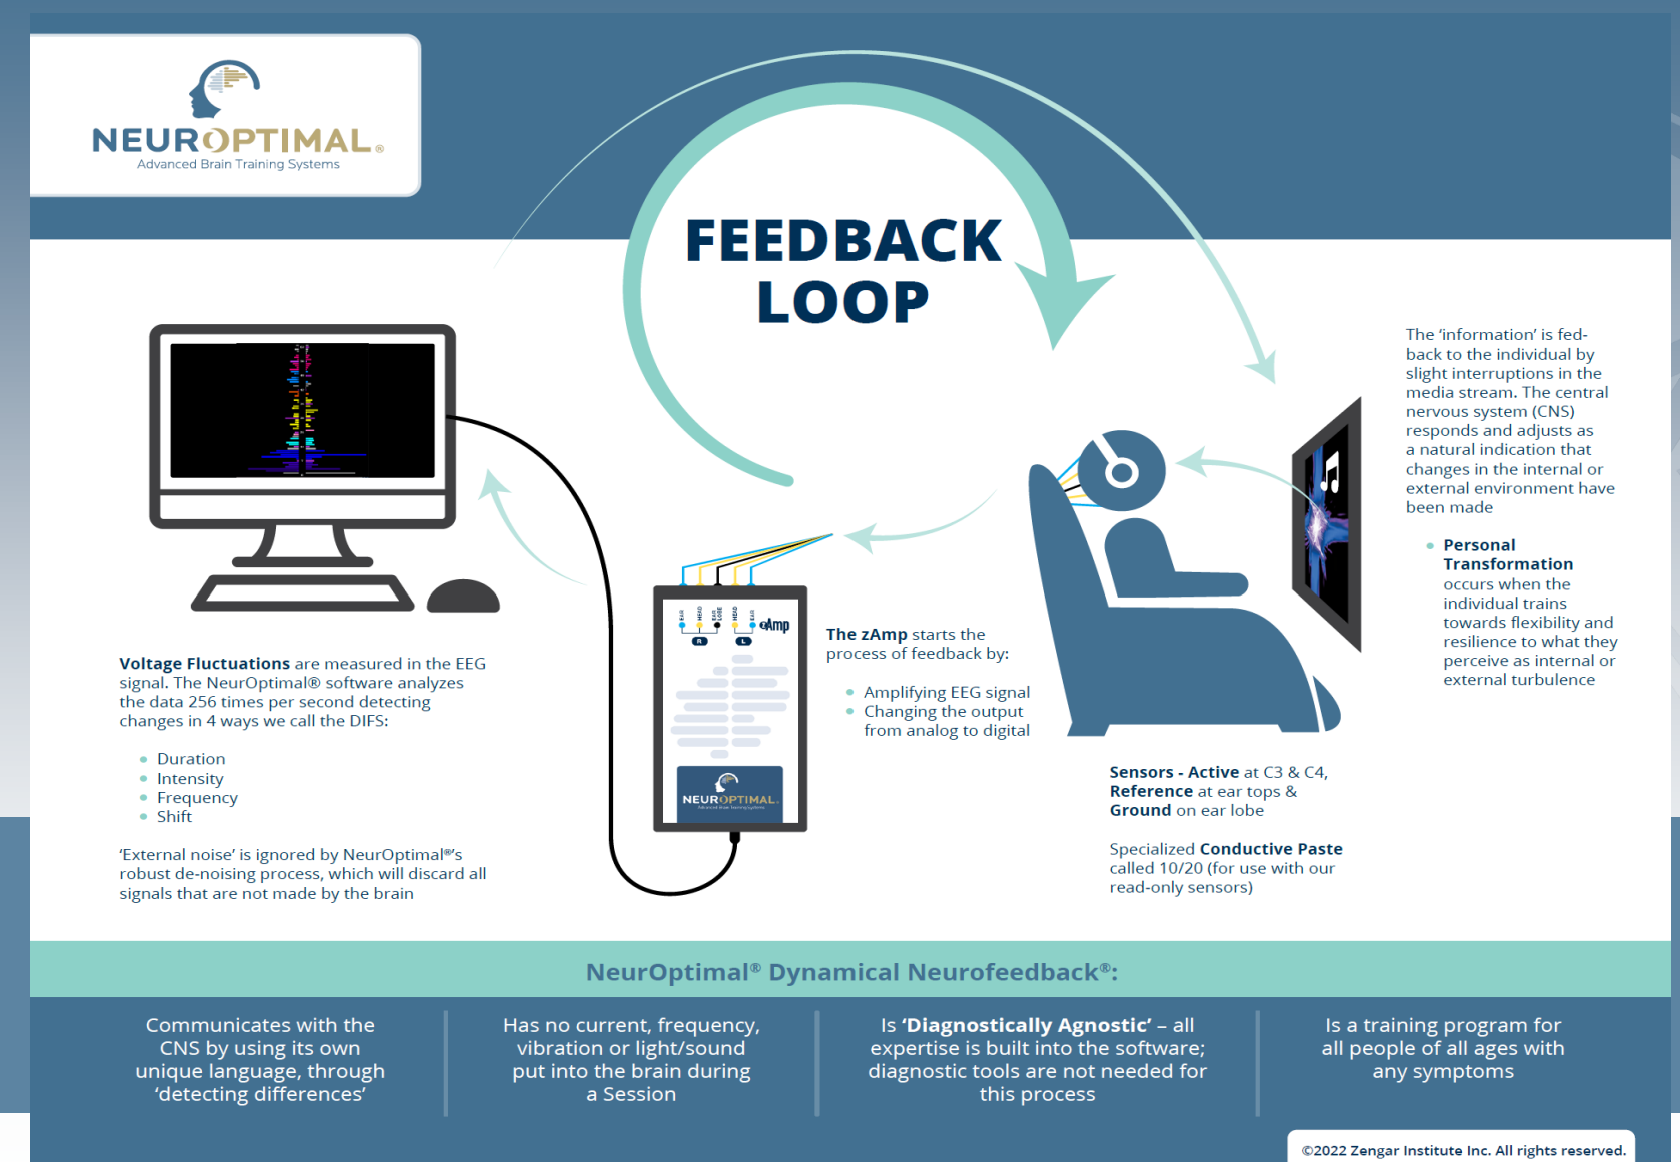 NEUROPTIMAL®
Advanced Brain Training Systems
FEEDBACK
LOOP
Voltage Fluctuations are measured in the EEG
signal. The NeurOptimal® software analyzes
the data 256 times per second detecting
changes in 4 ways we call the DIFS:
Duration
Intensity
Frequency
Shift
‘External noise’ is ignored by NeurOptimal®’s
robust de-noising process, which will discard all
signals that are not made by the brain
EAR
HEAD
EAR
LOBE
HEAD
EAR
zAmp
R
L
NEUROPTIMAL
Advanced Brain Training Systems
The zAmp starts the
process of feedback by:
Amplifying EEG signal
Changing the output
from analog to digital
Sensors - Active at C3 & C4,
Reference at ear tops &
Ground on ear lobe
Specialized Conductive Paste
called 10/20 (for use with our
read-only sensors)
The ‘information’ is fed-
back to the individual by
slight interruptions in the
media stream. The central
nervous system (CNS)
responds and adjusts as
a natural indication that
changes in the internal or
external environment have
been made
Personal
Transformation
occurs when the
individual trains
towards flexibility and
resilience to what they
perceive as internal or
external turbulence
NeurOptimal® Dynamical Neurofeedback®:
Communicates with the
CNS by using its own
unique language, through
‘detecting differences’
Has no current, frequency,
vibration or light/sound
put into the brain during
a Session
Is ‘Diagnostically Agnostic’ – all
expertise is built into the software;
diagnostic tools are not needed for
this process
Is a training program for
all people of all ages with
any symptoms
©2022 Zengar Institute Inc. All rights reserved.